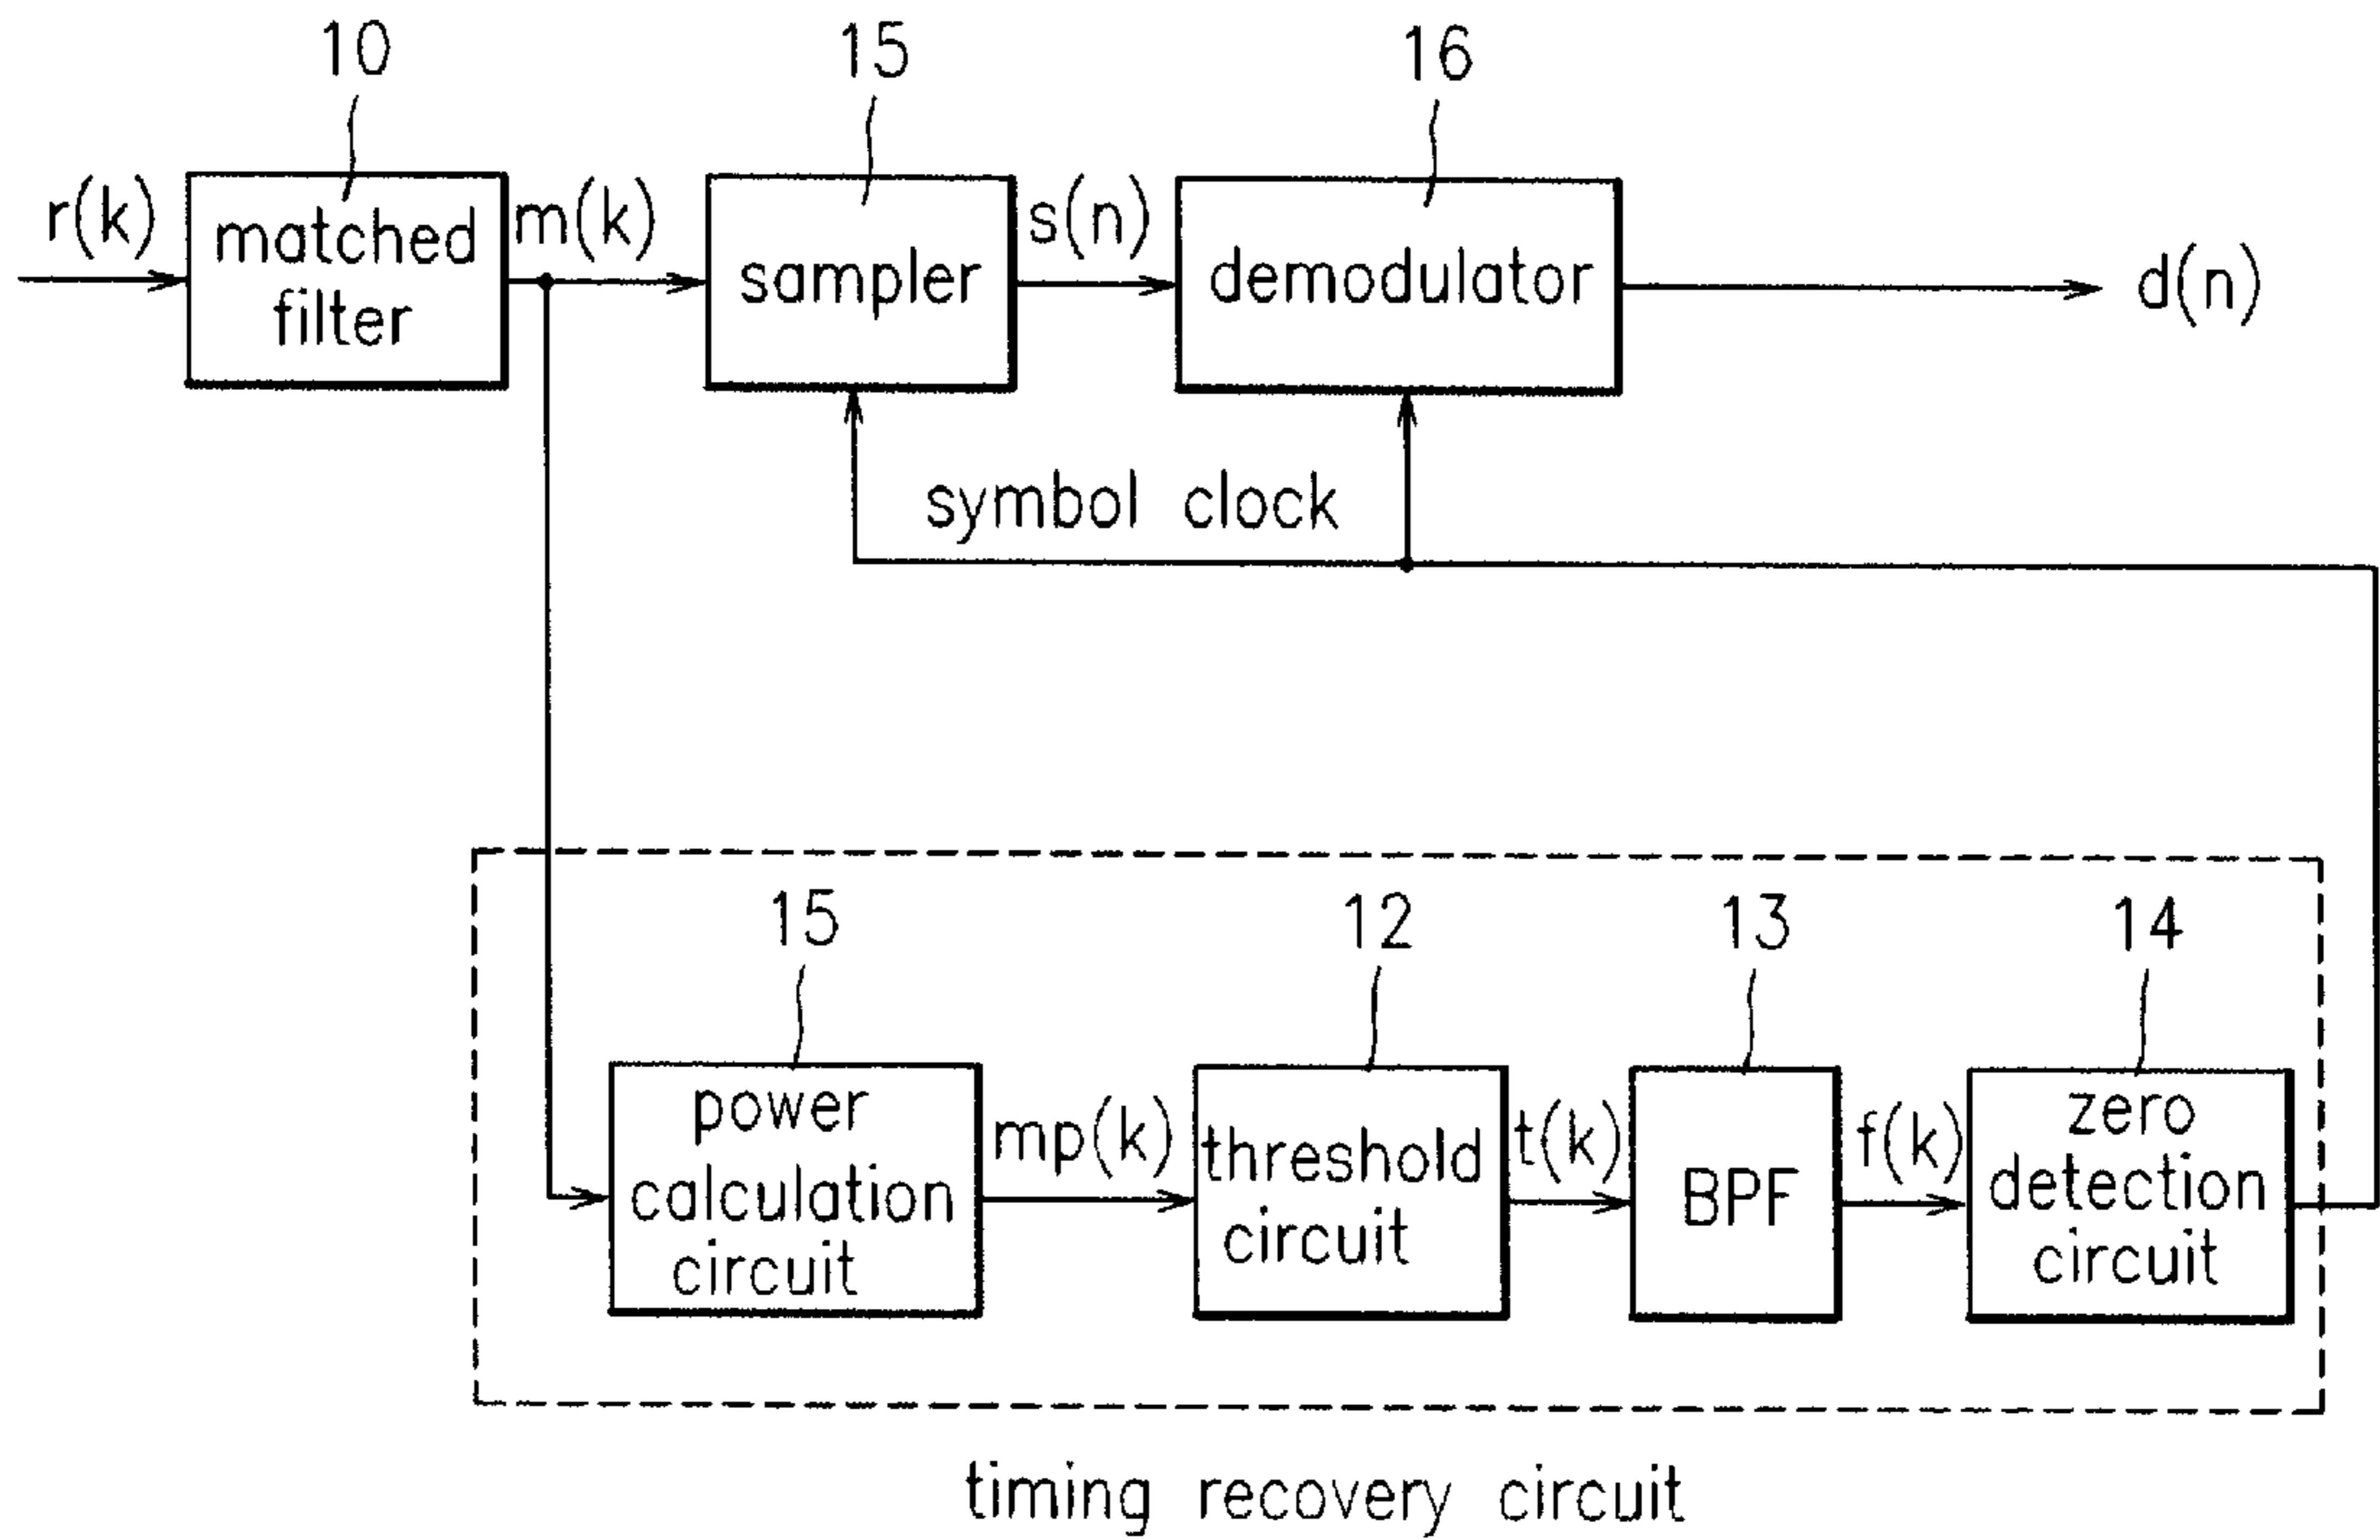 10
15
16
r(k)
matched
filter
m(k)
sampler
s(n)
demodulator
d(n)
symbol clock
15
12
13
14
power
calculation
circuit
mp(k)
threshold
circuit
t(k)
BPF
f(k)
zero
detection
circuit
timing recovery circuit